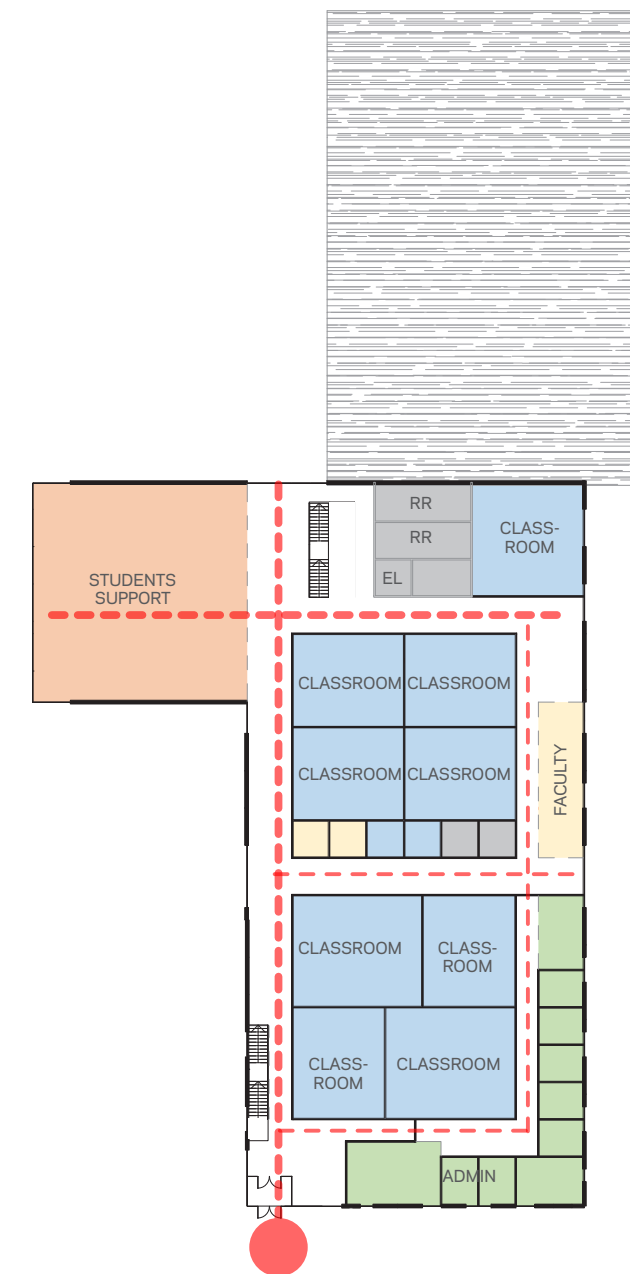 RR
RR
EL
CLASS-
ROOM
STUDENTS
SUPPORT
CLASSROOM
CLASSROOM
CLASSROOM
CLASSROOM
FACULTY
CLASSROOM
CLASS-
ROOM
CLASS-
ROOM
CLASSROOM
ADMIN